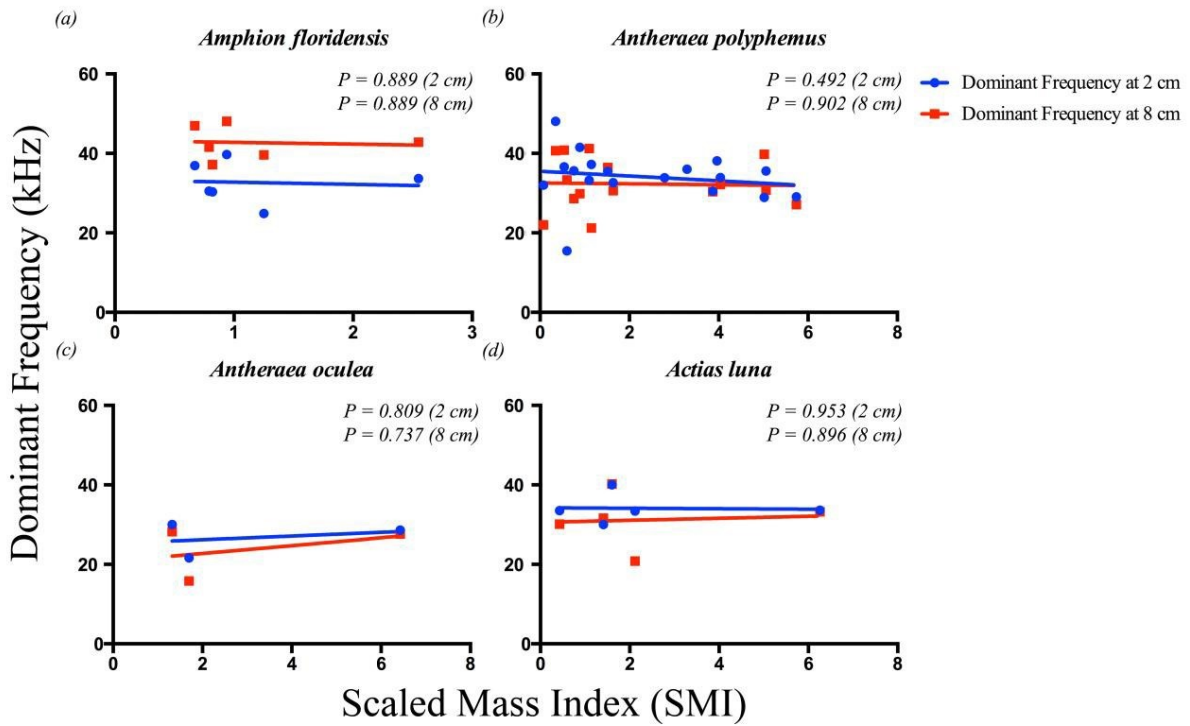 (a)
Amphion floridensis
P = 0.889 (2 cm)
P = 0.889 (8 cm)
60
40
20
0
0
1
2
3
(b)
Antheraea polyphemus
P = 0.492 (2 cm)
P = 0.902 (8 cm)
60
40
20
0
0
2
4
6
8
Dominant Frequency at 2 cm
Dominant Frequency at 8 cm
Dominant Frequency (kHz)
(c)
Antheraea oculea
P = 0.809 (2 cm)
P = 0.737 (8 cm)
60
40
20
0
0
2
4
6
8
(d)
Actias luna
P = 0.953 (2 cm)
P = 0.896 (8 cm)
60
40
20
0
0
2
4
6
8
Scaled Mass Index (SMI)